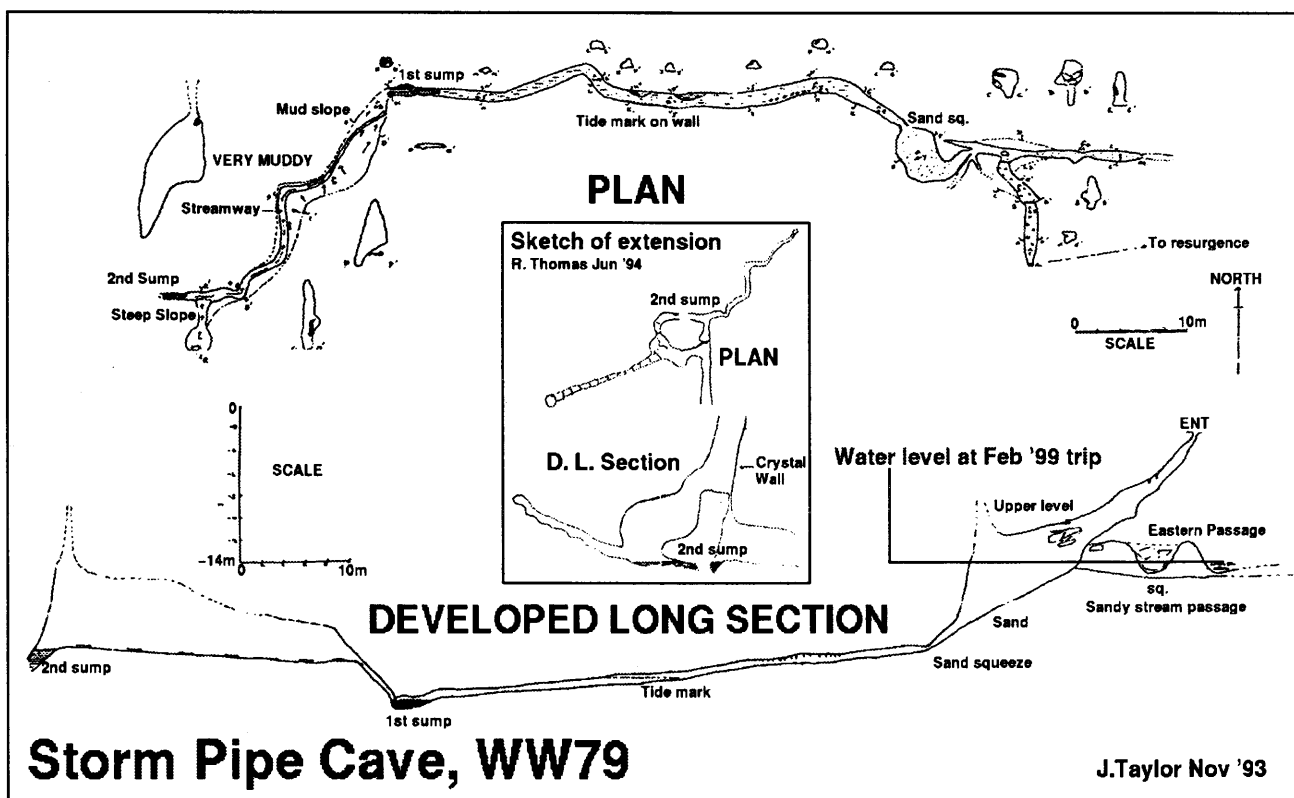 1st sump
Mud slope
Tide mark on wall
Sand sq.
VERY MUDDY
PLAN
Streamway
To resurgence
2nd Sump
Steep Slope
NORTH
0 10m
SCALE
Sketch of extension
R. Thomas Jun '94
2nd sump
PLAN
D. L. Section
Crystal
Wall
2nd sump
0
SCALE
-14m
10m
ENT
Water level at Feb '99 trip
Upper level
Eastern Passage
sq.
Sandy stream passage
Sand
DEVELOPED LONG SECTION
Sand squeeze
2nd sump
Tide mark
1st sump
Storm Pipe Cave, WW79
J.Taylor Nov '93